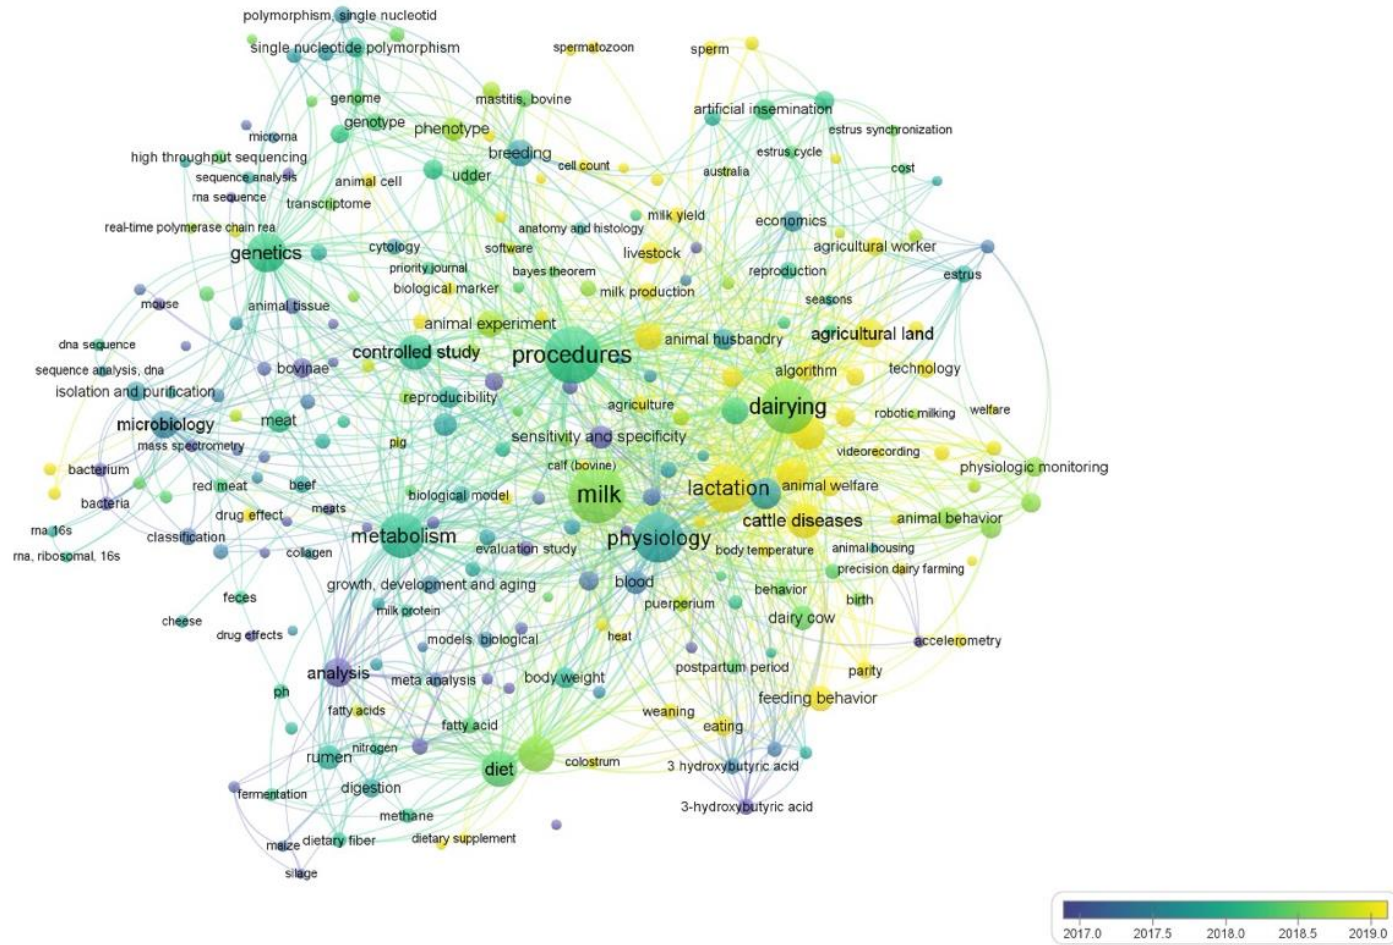 polymorphism, single nucleotid
single nucleotide polymorphism
spermatozoon
sperm
genome
mastitis, bovine
artificial insemination
genotype
phenotype
estrus synchronization
microrna
breeding
high throughput sequencing
cell count
estrus cycle
cost
sequence analysis
animal cell
udder
australia
rna sequence
transcriptome
milk yield
economics
real-time polymerase chain rea
anatomy and histology
genetics
cytology
software
livestock
agricultural worker
priority journal
bayes theorem
reproduction
estrus
biological marker
milk production
mouse
animal tissue
seasons
animal experiment
agricultural land
dna sequence
controlled study
procedures
animal husbandry
sequence analysis, dna
bovinae
algorithm
technology
isolation and purification
reproducibility
agriculture
dairying
robotic milking
welfare
microbiology
meat
mass spectrometry
pig
sensitivity and specificity
videorecording
bacterium
calf (bovine)
physiologic monitoring
red meat
beef
biological model
milk
lactation
animal welfare
bacteria
drug effect
meats
cattle diseases
animal behavior
rna 16s
classification
metabolism
physiology
rna, ribosomal, 16s
collagen
evaluation study
body temperature
animal housing
precision dairy farming
growth, development and aging
blood
feces
milk protein
puerperium
behavior
birth
cheese
dairy cow
drug effects
models, biological
heat
accelerometry
analysis
meta analysis
body weight
postpartum period
parity
ph
feeding behavior
fatty acids
fatty acid
weaning
eating
rumen
nitrogen
diet
colostrum
3 hydroxybutyric acid
fermentation
digestion
3-hydroxybutyric acid
methane
maize
dietary fiber
dietary supplement
silage
2017.0
2017.5
2018.0
2018.5
2019.0